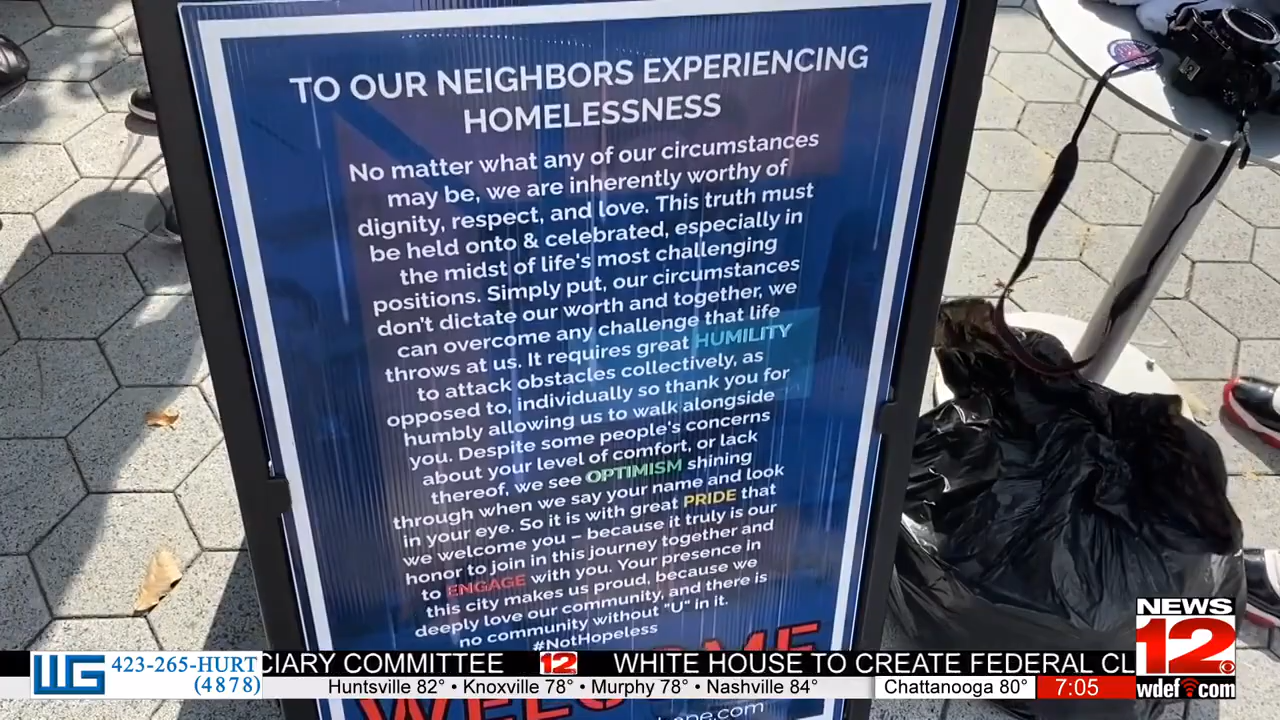 TO OUR NEIGHBORS EXPERIENCING
HOMELESSNESS
No matter what any of our circumstances
may be, we are inherently worthy of
dignity, respect, and love. This truth must
be held onto & celebrated, especially in
the midst of life's most challenging
positions. Simply put, our circumstances
don't dictate our worth and together, we
can overcome any challenge that life
throws at us. It requires great HUMILITY
to attack obstacles collectively, as
opposed to, individually so thank you for
humbly allowing us to walk alongside
you. Despite some people's concerns
about your level of comfort, or lack
thereof, we see OPTIMISM shining
through when we say your name and look
in your eye. So it is with great PRIDE that
we welcome you – because it truly is our
honor to join in this journey together and
to ENGAGE with you. Your presence in
this city makes us proud, because we
deeply love our community, and there is
no community without "U" in it.
#NotHopeless
WELCOME
WG 423-265-HURT
(4878)
CIARY COMMITTEE 12 WHITE HOUSE TO CREATE FEDERAL CL
Huntsville 82° • Knoxville 78° • Murphy 78° • Nashville 84°
Chattanooga 80° 7:05
NEWS
12
wdef.com